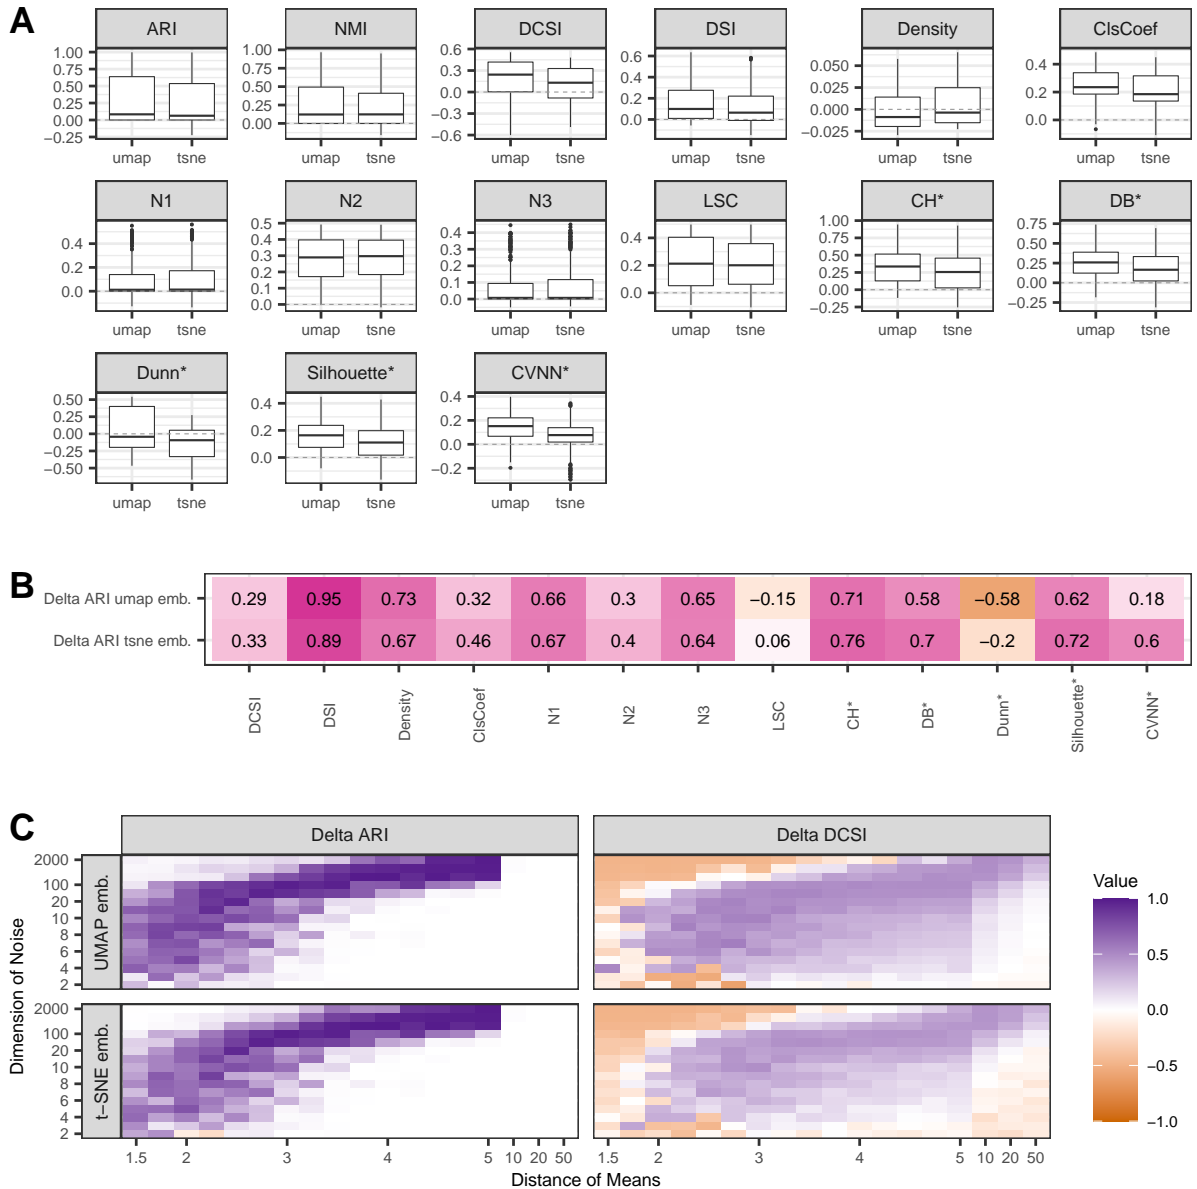 A
ARI NMI DCSI DSI Density ClsCoef
1.00 0.75 0.50 0.25 0.00 −0.25
1.00 0.75 0.50 0.25 0.00
0.6 0.3 0.0 −0.3 −0.6
0.6 0.4 0.2 0.0
0.050 0.025 0.000 −0.025
0.4 0.2 0.0
umap tsne umap tsne umap tsne umap tsne umap tsne umap tsne
N1 N2 N3 LSC CH* DB*
0.4 0.2 0.0
0.5 0.4 0.3 0.2 0.1 0.0
0.4 0.3 0.2 0.1 0.0
0.4 0.2 0.0
1.00 0.75 0.50 0.25 0.00 −0.25
0.75 0.50 0.25 0.00 −0.25
umap tsne umap tsne umap tsne umap tsne umap tsne umap tsne
Dunn* Silhouette* CVNN*
0.50 0.25 0.00 −0.25 −0.50
0.4 0.2 0.0
0.4 0.2 0.0 −0.2
umap tsne umap tsne umap tsne
B
Delta ARI umap emb. 0.29 0.95 0.73 0.32 0.66 0.3 0.65 −0.15 0.71 0.58 −0.58 0.62 0.18
Delta ARI tsne emb. 0.33 0.89 0.67 0.46 0.67 0.4 0.64 0.06 0.76 0.7 −0.2 0.72 0.6
DCSI DSI Density ClsCoef N1 N2 N3 LSC CH* DB* Dunn* Silhouette* CVNN*
C
Delta ARI Delta DCSI
Dimension of Noise
UMAP emb.
2000 100 20 10 8 6 4 2
t−SNE emb.
2000 100 20 10 8 6 4 2
1.5 2 3 4 5 10 20 50 1.5 2 3 4 5 10 20 50
Distance of Means
Value
1.0
0.5
0.0
−0.5
−1.0